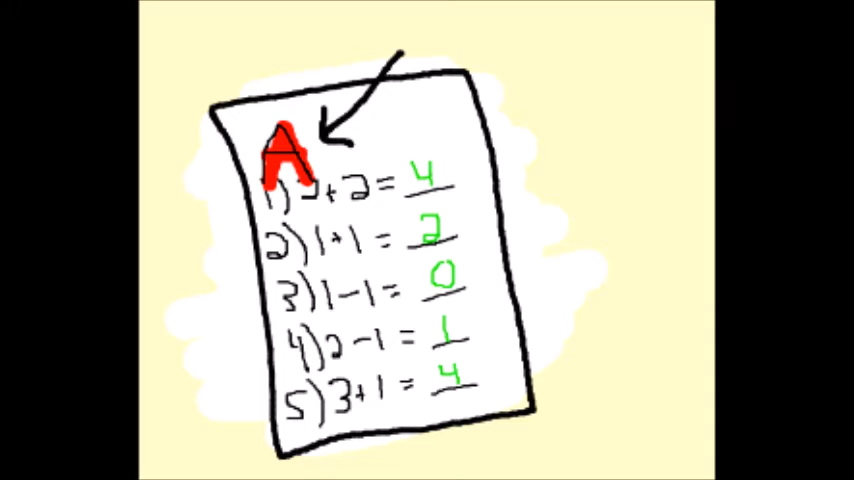 A
1) 2+2= 4
2) 1+1 = 2
3) 1-1= 0
4) 2-1 = 1
5) 3+1 = 4